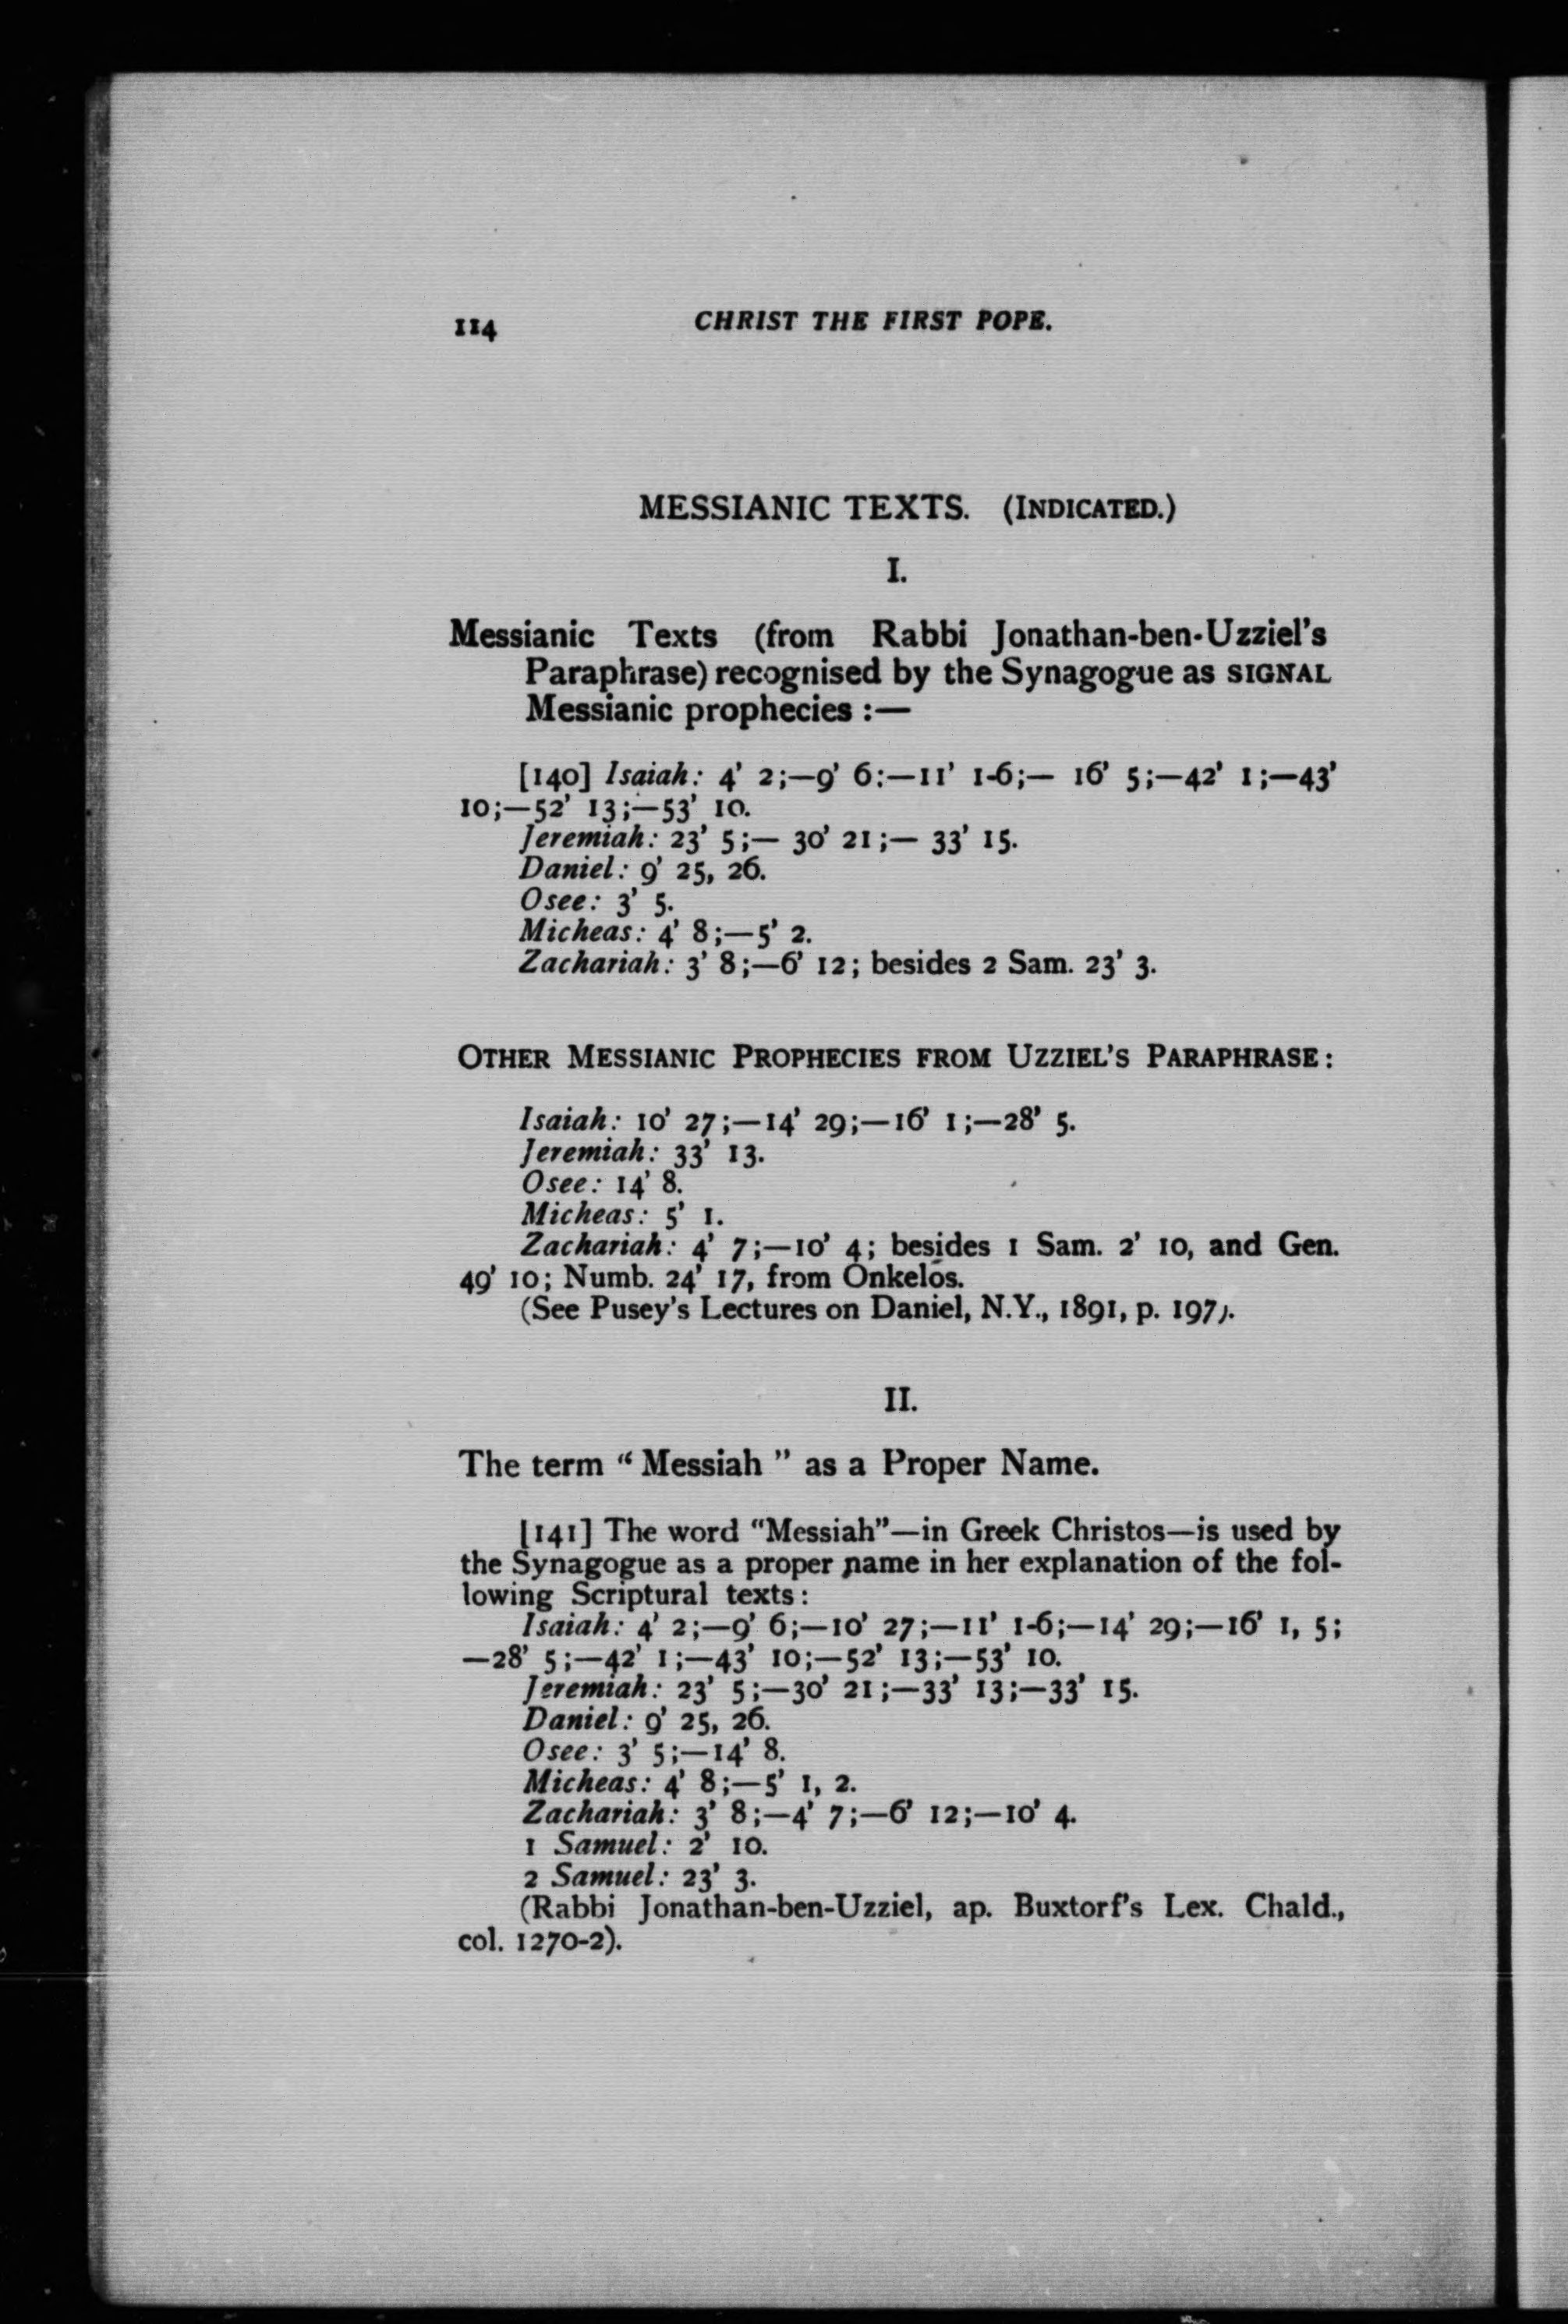 114 CHRIST THE FIRST POPE.
MESSIANIC TEXTS. (INDICATED.)
I.
Messianic Texts (from Rabbi Jonathan-ben-Uzziel's
Paraphrase) recognised by the Synagogue as SIGNAL
Messianic prophecies :—
[140] Isaiah: 4' 2;—9' 6:—11' 1-6;— 16' 5;—42' 1;—43'
10;—52' 13;—53' 10.
Jeremiah: 23' 5;— 30' 21;— 33' 15.
Daniel: 9' 25, 26.
Osee: 3' 5.
Micheas: 4' 8;—5' 2.
Zachariah: 3' 8;—6' 12; besides 2 Sam. 23' 3.
OTHER MESSIANIC PROPHECIES FROM UZZIEL'S PARAPHRASE:
Isaiah: 10' 27;—14' 29;—16' 1;—28' 5.
Jeremiah: 33' 13.
Osee: 14' 8.
Micheas: 5' 1.
Zachariah: 4' 7;—10' 4; besides 1 Sam. 2' 10, and Gen.
49' 10; Numb. 24' 17, from Onkelos.
(See Pusey's Lectures on Daniel, N.Y., 1891, p. 197).
II.
The term "Messiah" as a Proper Name.
[141] The word "Messiah"—in Greek Christos—is used by
the Synagogue as a proper name in her explanation of the fol-
lowing Scriptural texts:
Isaiah: 4' 2;—9' 6;—10' 27;—11' 1-6;—14' 29;—16' 1, 5;
—28' 5;—42' 1;—43' 10;—52' 13;—53' 10.
Jeremiah: 23' 5;—30' 21;—33' 13;—33' 15.
Daniel: 9' 25, 26.
Osee: 3' 5;—14' 8.
Micheas: 4' 8;—5' 1, 2.
Zachariah: 3' 8;—4' 7;—6' 12;—10' 4.
1 Samuel: 2' 10.
2 Samuel: 23' 3.
(Rabbi Jonathan-ben-Uzziel, ap. Buxtorf's Lex. Chald.,
col. 1270-2).